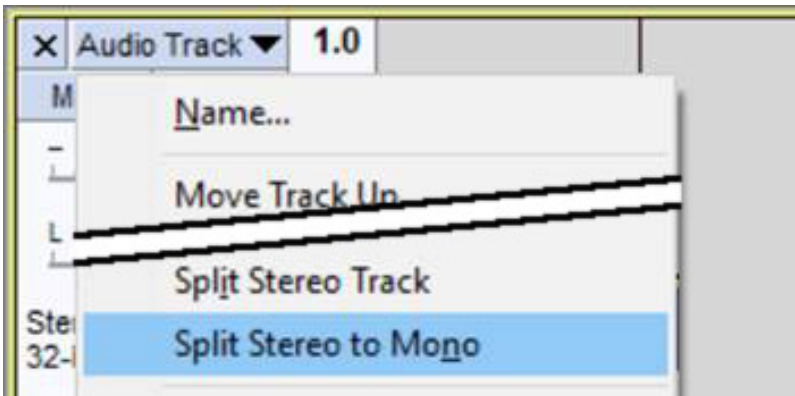 × Audio Track ▼ 1.0
M
Name...
–
Move Track Up
L
Split Stereo Track
Ste
Split Stereo to Mono
32-